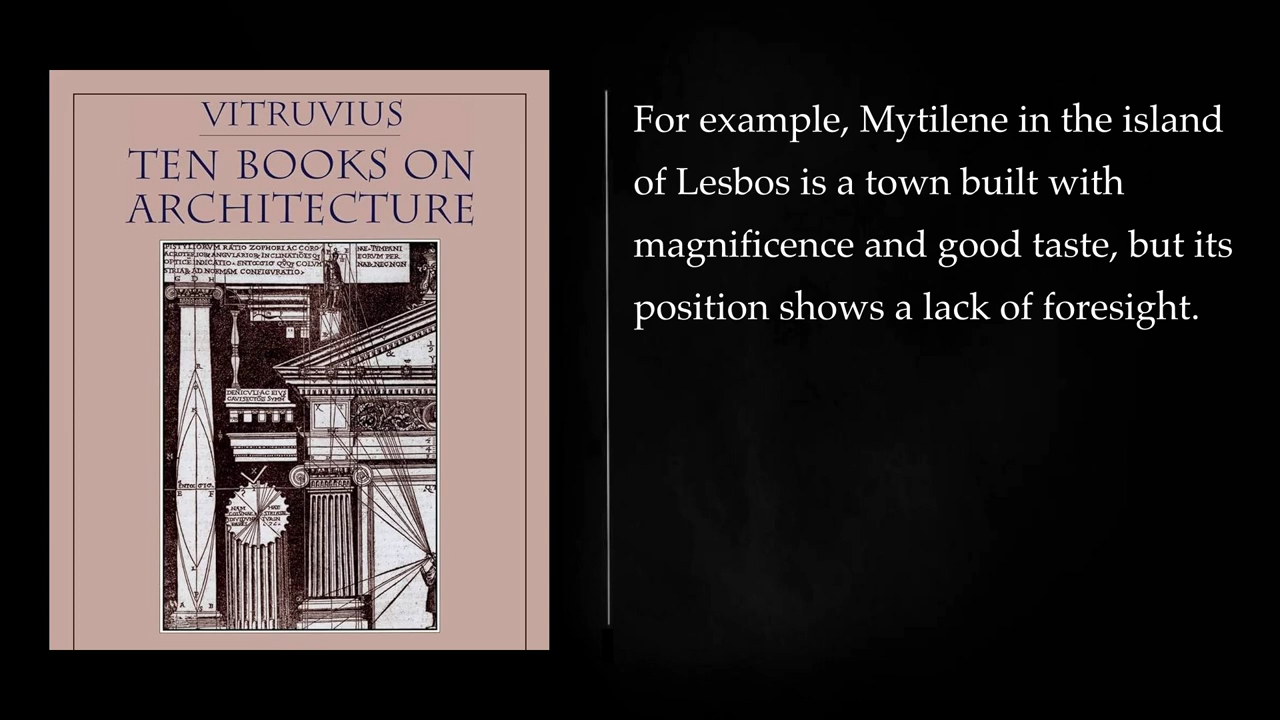 VITRUVIUS
TEN BOOKS ON
ARCHITECTURE
For example, Mytilene in the island
of Lesbos is a town built with
magnificence and good taste, but its
position shows a lack of foresight.